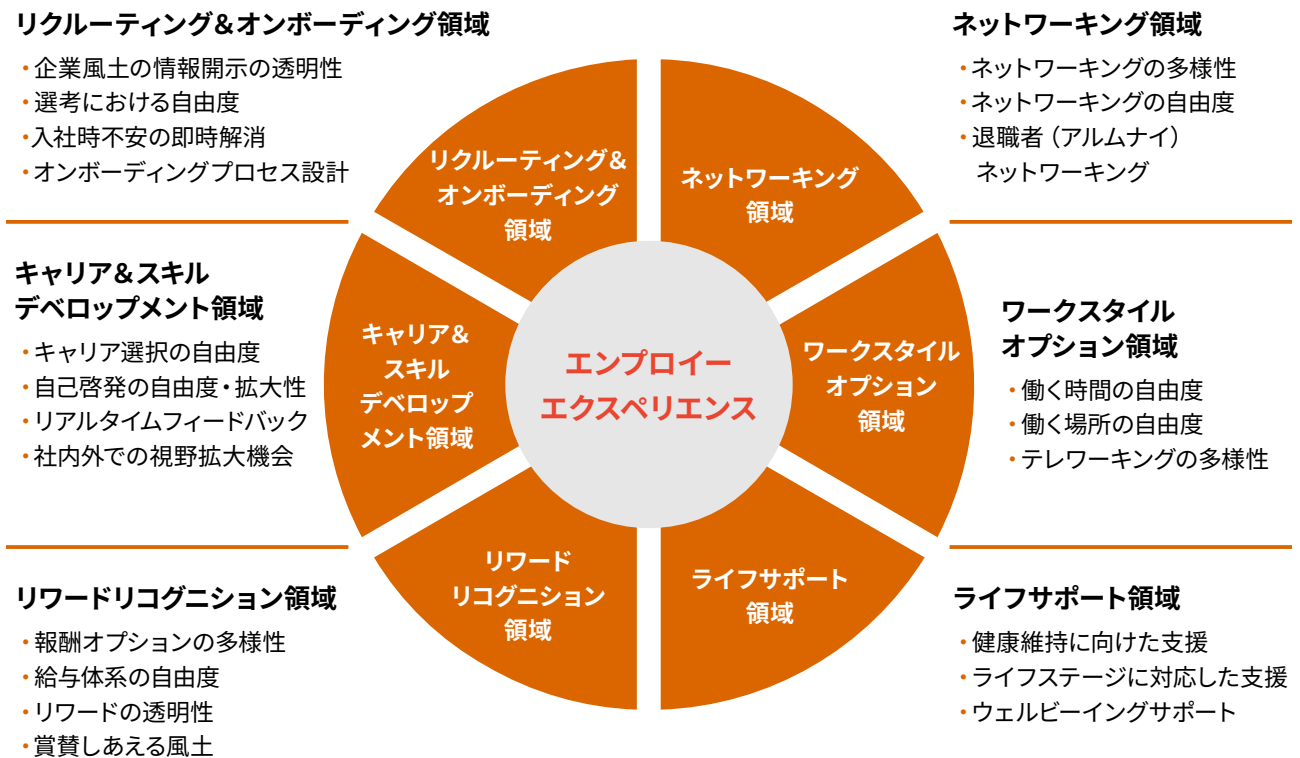 リクルーティング&オンボーディング領域
・企業風土の情報開示の透明性
・選考における自由度
・入社時不安の即時解消
・オンボーディングプロセス設計
キャリア&スキル
デベロップメント領域
・キャリア選択の自由度
・自己啓発の自由度・拡大性
・リアルタイムフィードバック
・社内外での視野拡大機会
リワードリコグニション領域
・報酬オプションの多様性
・給与体系の自由度
・リワードの透明性
・賞賛しあえる風土
リクルーティング&
オンボーディング
領域
ネットワーキング
領域
キャリア&
スキル
デベロップ
メント領域
エンプロイー
エクスペリエンス
ワークスタイル
オプション
領域
リワード
リコグニション
領域
ライフサポート
領域
ネットワーキング領域
・ネットワーキングの多様性
・ネットワーキングの自由度
・退職者(アルムナイ)
ネットワーキング
ワークスタイル
オプション領域
・働く時間の自由度
・働く場所の自由度
・テレワーキングの多様性
ライフサポート領域
・健康維持に向けた支援
・ライフステージに対応した支援
・ウェルビーイングサポート